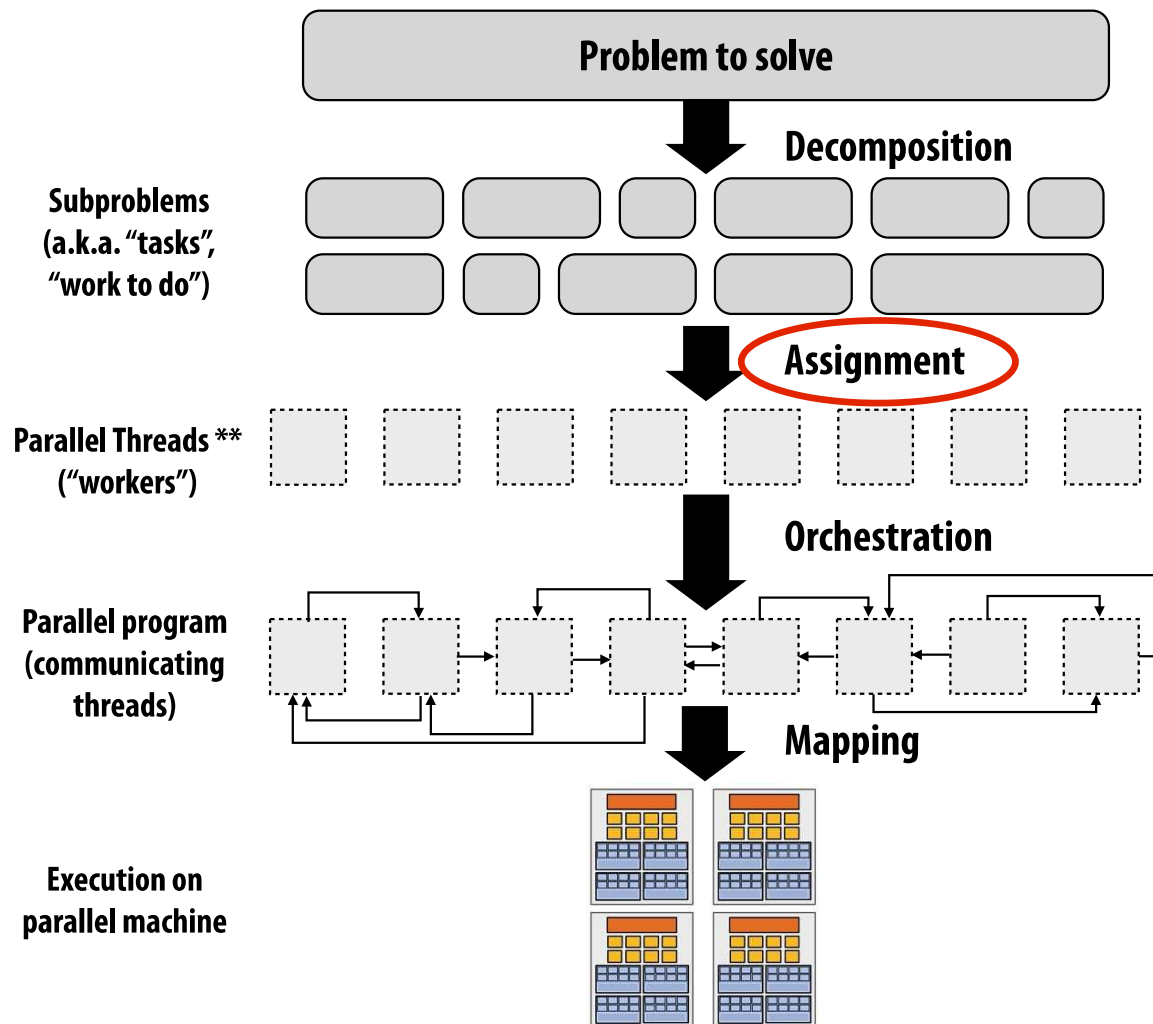 Problem to solve
Decomposition
Subproblems
(a.k.a. “tasks”,
“work to do”)
Assignment
Parallel Threads **
(“workers”)
Orchestration
Parallel program
(communicating
threads)
Mapping
Execution on
parallel machine